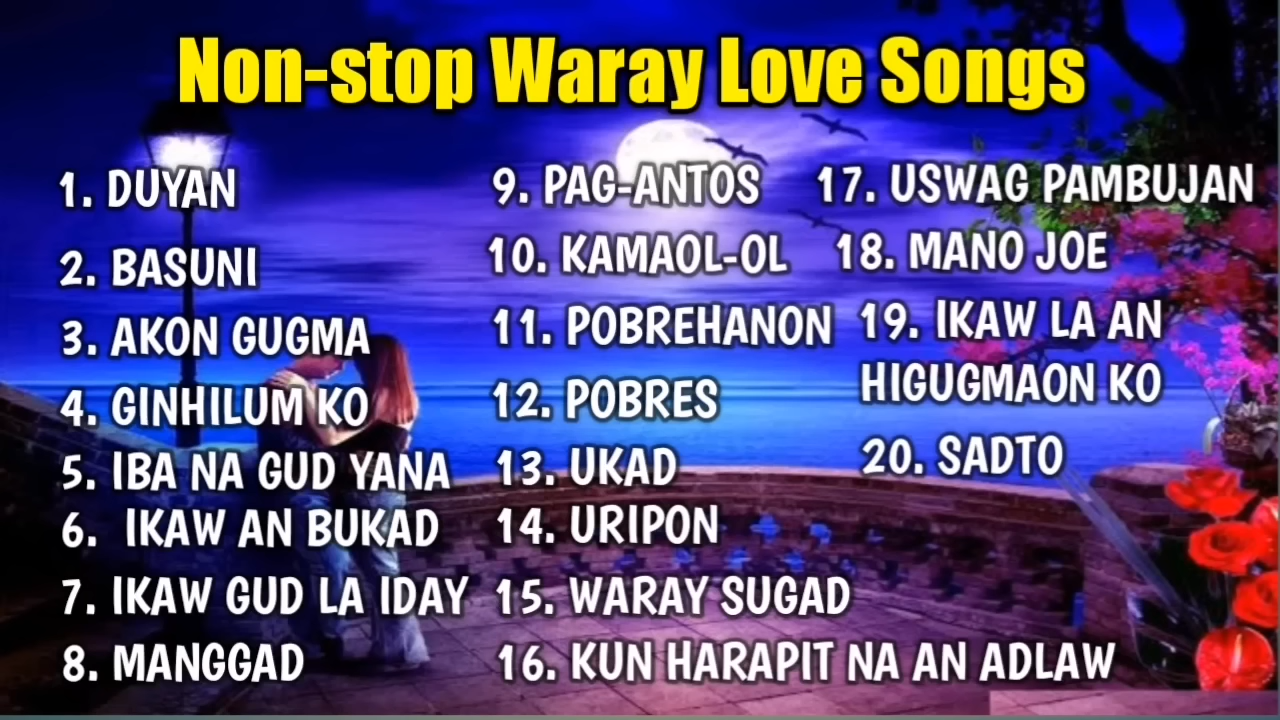 Non-stop Waray Love Songs
1. DUYAN
2. BASUNI
3. AKON GUGMA
4. GINHILUM KO
5. IBA NA GUD YANA
6. IKAW AN BUKAD
7. IKAW GUD LA IDAY
8. MANGGAD
9. PAG-ANTOS
10. KAMAOL-OL
11. POBREHANON
12. POBRES
13. UKAD
14. URIPON
15. WARAY SUGAD
16. KUN HARAPIT NA AN ADLAW
17. USWAG PAMBUJAN
18. MANO JOE
19. IKAW LA AN
HIGUGMAON KO
20. SADTO